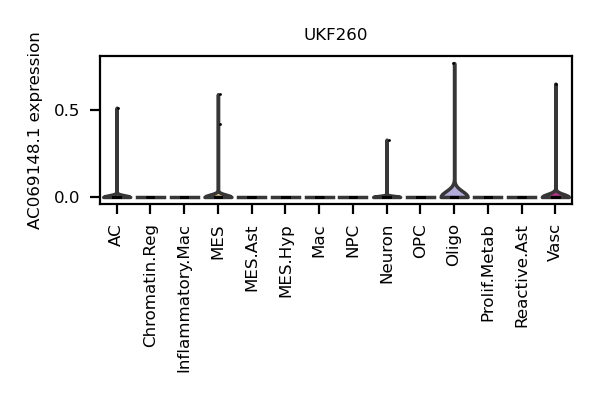 UKF260
AC069148.1 expression
0.5
0.0
AC
Chromatin.Reg
Inflammatory.Mac
MES
MES.Ast
MES.Hyp
Mac
NPC
Neuron
OPC
Oligo
Prolif.Metab
Reactive.Ast
Vasc